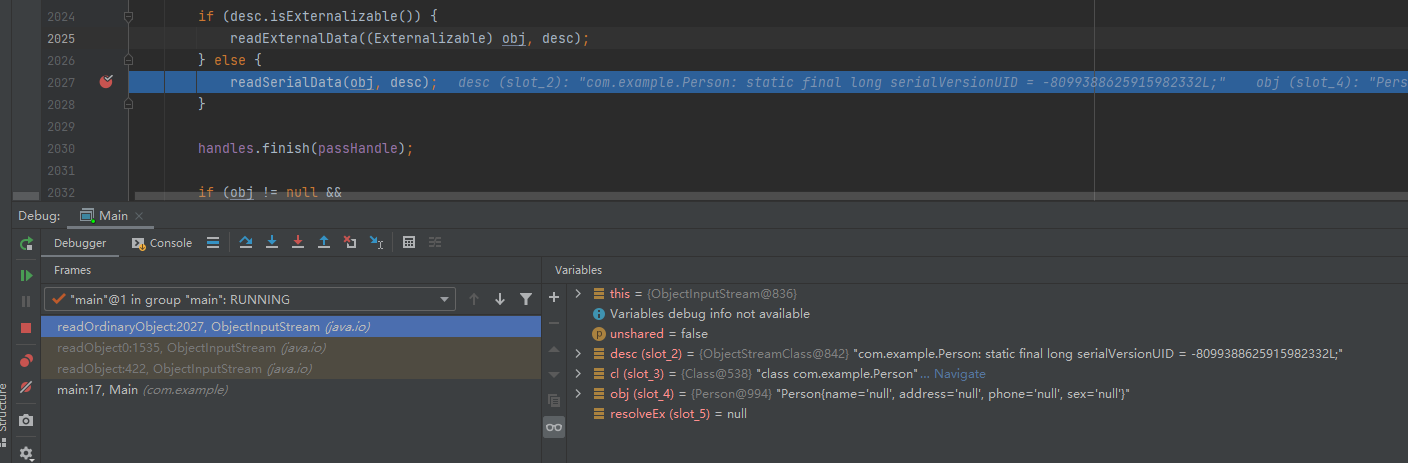 2024 if (desc.isExternalizable()) {
2025 readExternalData((Externalizable) obj, desc);
2026 } else {
2027 readSerialData(obj, desc); desc (slot_2): "com.example.Person: static final long serialVersionUID = -8099388625915982332L;" obj (slot_4): "Pers
2028 }
2029
2030 handles.finish(passHandle);
2031
2032 if (obj != null &&
Debug: Main
Debugger Console
Frames
Variables
"main"@1 in group "main": RUNNING
readOrdinaryObject:2027, ObjectInputStream (java.io)
readObject0:1535, ObjectInputStream (java.io)
readObject:422, ObjectInputStream (java.io)
main:17, Main (com.example)
this = {ObjectInputStream@836}
Variables debug info not available
unshared = false
desc (slot_2) = {ObjectStreamClass@842} "com.example.Person: static final long serialVersionUID = -8099388625915982332L;"
cl (slot_3) = {Class@538} "class com.example.Person"... Navigate
obj (slot_4) = {Person@994} "Person{name='null', address='null', phone='null', sex='null'}"
resolveEx (slot_5) = null
Structure